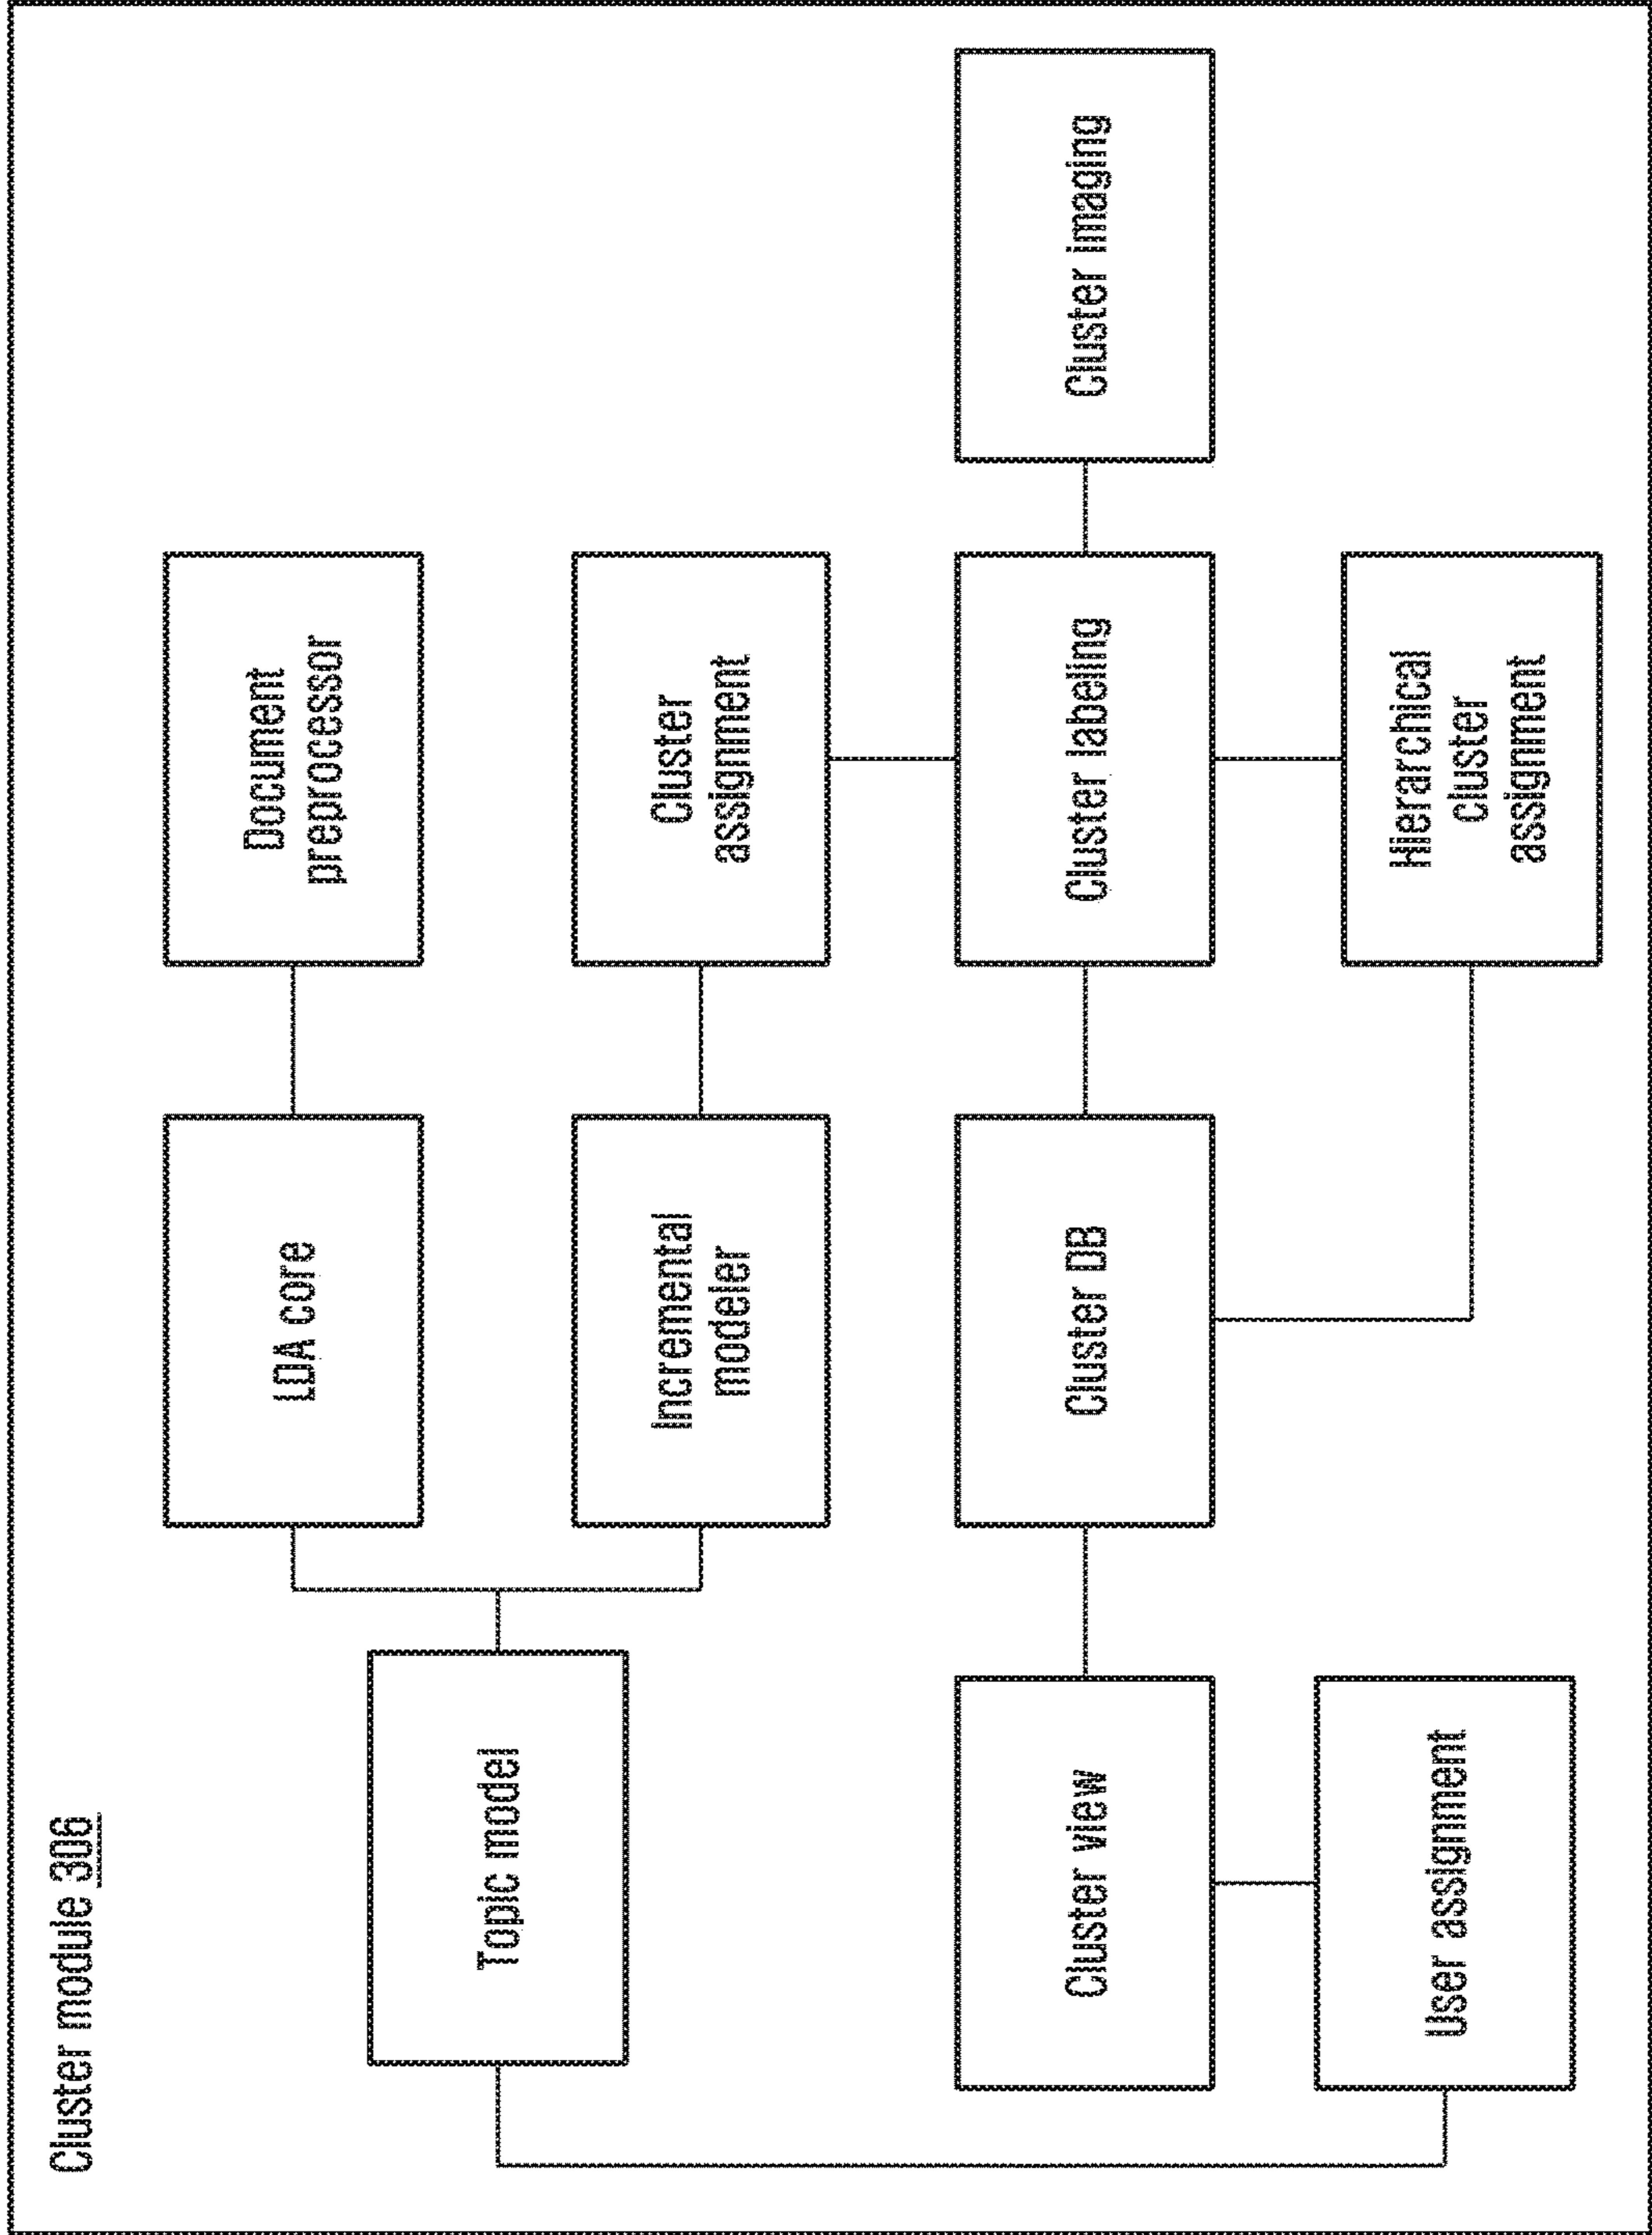 Cluster module 306
Topic model
LDA core
Document
preprocessor
Incremental
modeler
Cluster
assignment
Cluster view
Cluster DB
Cluster labeling
Cluster imaging
User assignment
Hierarchical
cluster
assignment